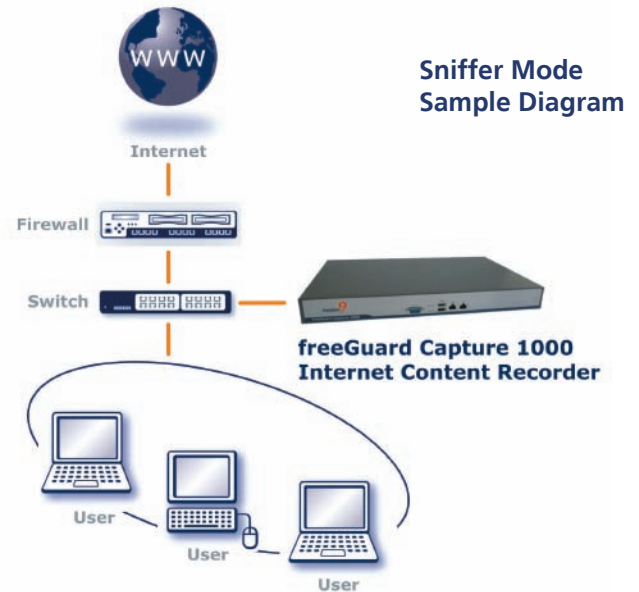 WWW
Sniffer Mode
Sample Diagram
Internet
Firewall
Switch
freeGuard Capture 1000
Internet Content Recorder
User
User
User